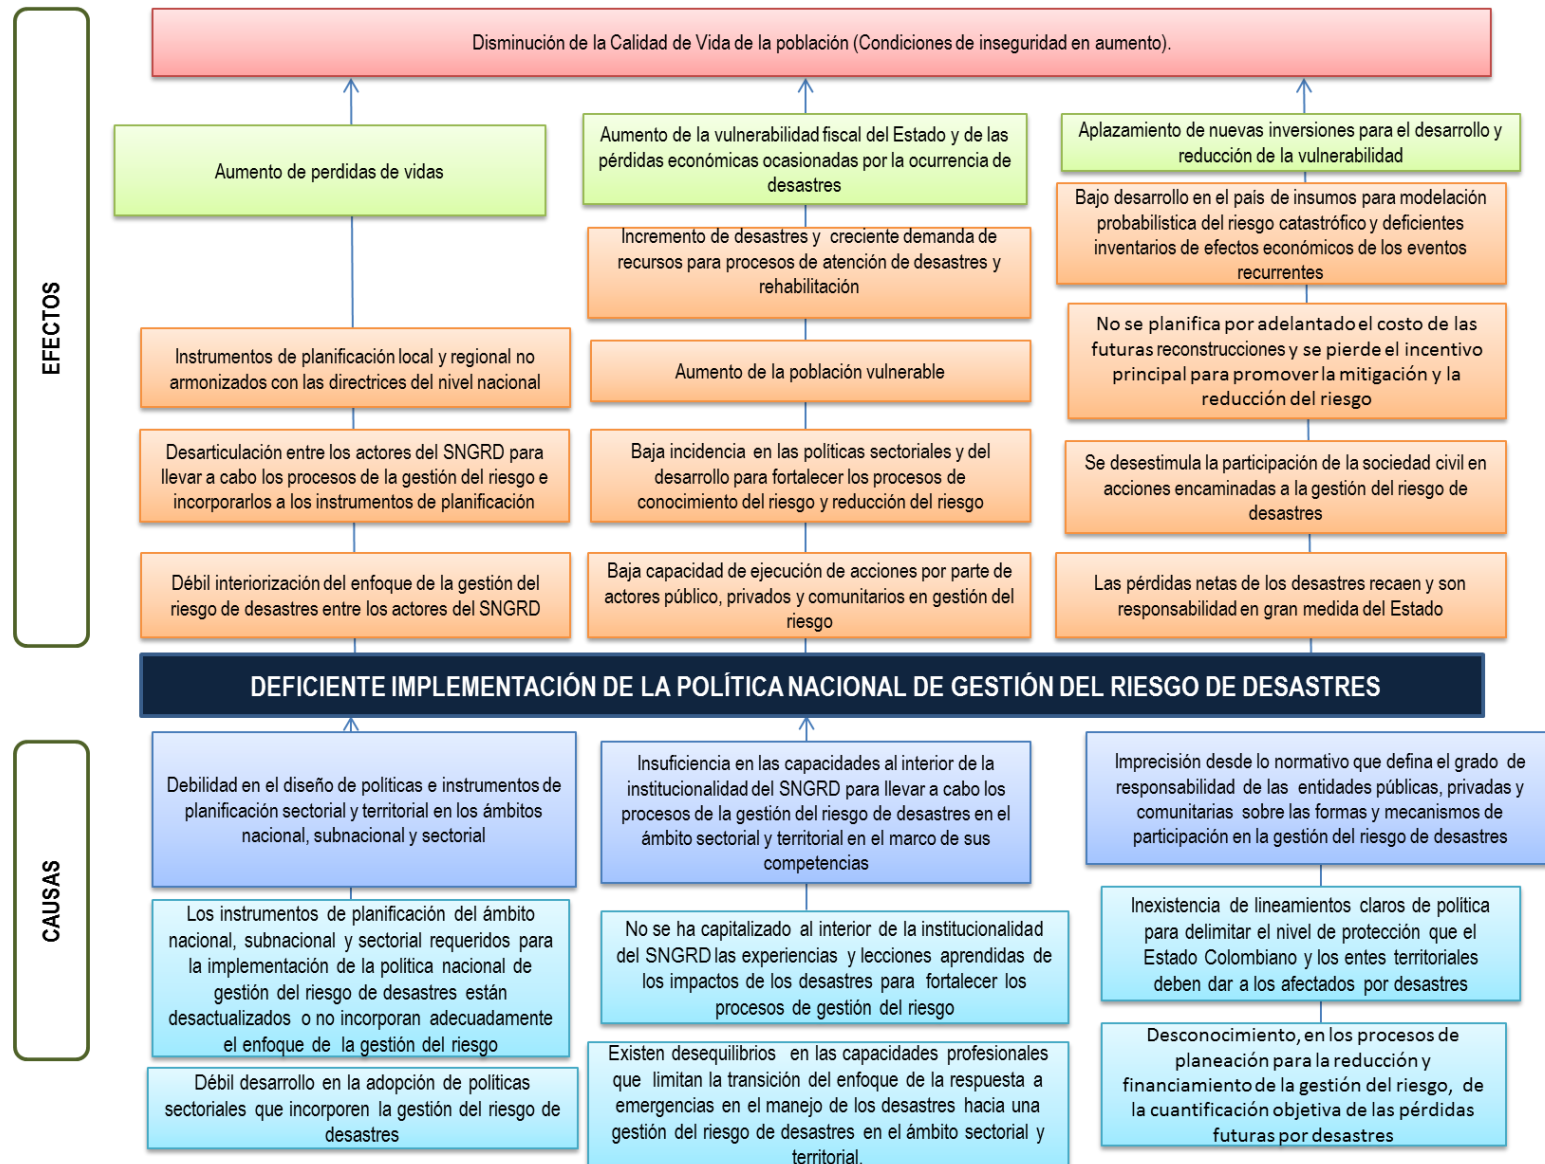 Disminución de la Calidad de Vida de la población (Condiciones de inseguridad en aumento).
EFECTOS
Aumento de perdidas de vidas
Aumento de la vulnerabilidad fiscal del Estado y de las
pérdidas económicas ocasionadas por la ocurrencia de
desastres
Aplazamiento de nuevas inversiones para el desarrollo y
reducción de la vulnerabilidad
Incremento de desastres y creciente demanda de
recursos para procesos de atención de desastres y
rehabilitación
Bajo desarrollo en el país de insumos para modelación
probabilística del riesgo catastrófico y deficientes
inventarios de efectos económicos de los eventos
recurrentes
Instrumentos de planificación local y regional no
armonizados con las directrices del nivel nacional
Aumento de la población vulnerable
No se planifica por adelantado el costo de las
futuras reconstrucciones y se pierde el incentivo
principal para promover la mitigación y la
reducción del riesgo
Desarticulación entre los actores del SNGRD para
llevar a cabo los procesos de la gestión del riesgo e
incorporarlos a los instrumentos de planificación
Baja incidencia en las políticas sectoriales y del
desarrollo para fortalecer los procesos de
conocimiento del riesgo y reducción del riesgo
Se desestimula la participación de la sociedad civil en
acciones encaminadas a la gestión del riesgo de
desastres
Débil interiorización del enfoque de la gestión del
riesgo de desastres entre los actores del SNGRD
Baja capacidad de ejecución de acciones por parte de
actores público, privados y comunitarios en gestión del
riesgo
Las pérdidas netas de los desastres recaen y son
responsabilidad en gran medida del Estado
DEFICIENTE IMPLEMENTACIÓN DE LA POLÍTICA NACIONAL DE GESTIÓN DEL RIESGO DE DESASTRES
CAUSAS
Debilidad en el diseño de políticas e instrumentos de
planificación sectorial y territorial en los ámbitos
nacional, subnacional y sectorial
Insuficiencia en las capacidades al interior de la
institucionalidad del SNGRD para llevar a cabo los
procesos de la gestión del riesgo de desastres en el
ámbito sectorial y territorial en el marco de sus
competencias
Imprecisión desde lo normativo que defina el grado de
responsabilidad de las entidades públicas, privadas y
comunitarias sobre las formas y mecanismos de
participación en la gestión del riesgo de desastres
Los instrumentos de planificación del ámbito
nacional, subnacional y sectorial requeridos para
la implementación de la política nacional de
gestión del riesgo de desastres están
desactualizados o no incorporan adecuadamente
el enfoque de la gestión del riesgo
No se ha capitalizado al interior de la institucionalidad
del SNGRD las experiencias y lecciones aprendidas de
los impactos de los desastres para fortalecer los
procesos de gestión del riesgo
Inexistencia de lineamientos claros de política
para delimitar el nivel de protección que el
Estado Colombiano y los entes territoriales
deben dar a los afectados por desastres
Débil desarrollo en la adopción de políticas
sectoriales que incorporen la gestión del riesgo de
desastres
Existen desequilibrios en las capacidades profesionales
que limitan la transición del enfoque de la respuesta a
emergencias en el manejo de los desastres hacia una
gestión del riesgo de desastres en el ámbito sectorial y
territorial.
Desconocimiento, en los procesos de
planeación para la reducción y
financiamiento de la gestión del riesgo, de
la cuantificación objetiva de las pérdidas
futuras por desastres